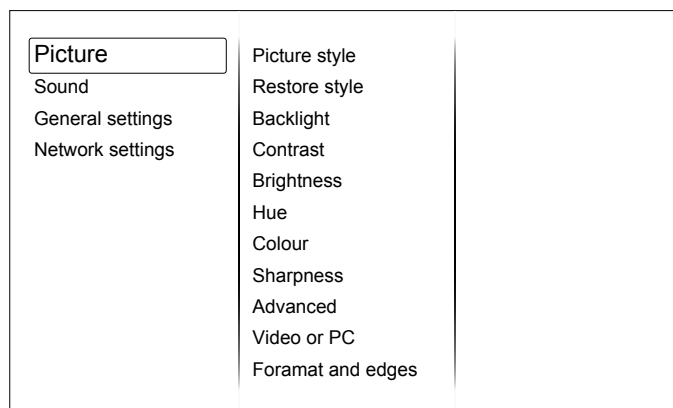 Picture
Sound
General settings
Network settings
Picture style
Restore style
Backlight
Contrast
Brightness
Hue
Colour
Sharpness
Advanced
Video or PC
Foramat and edges